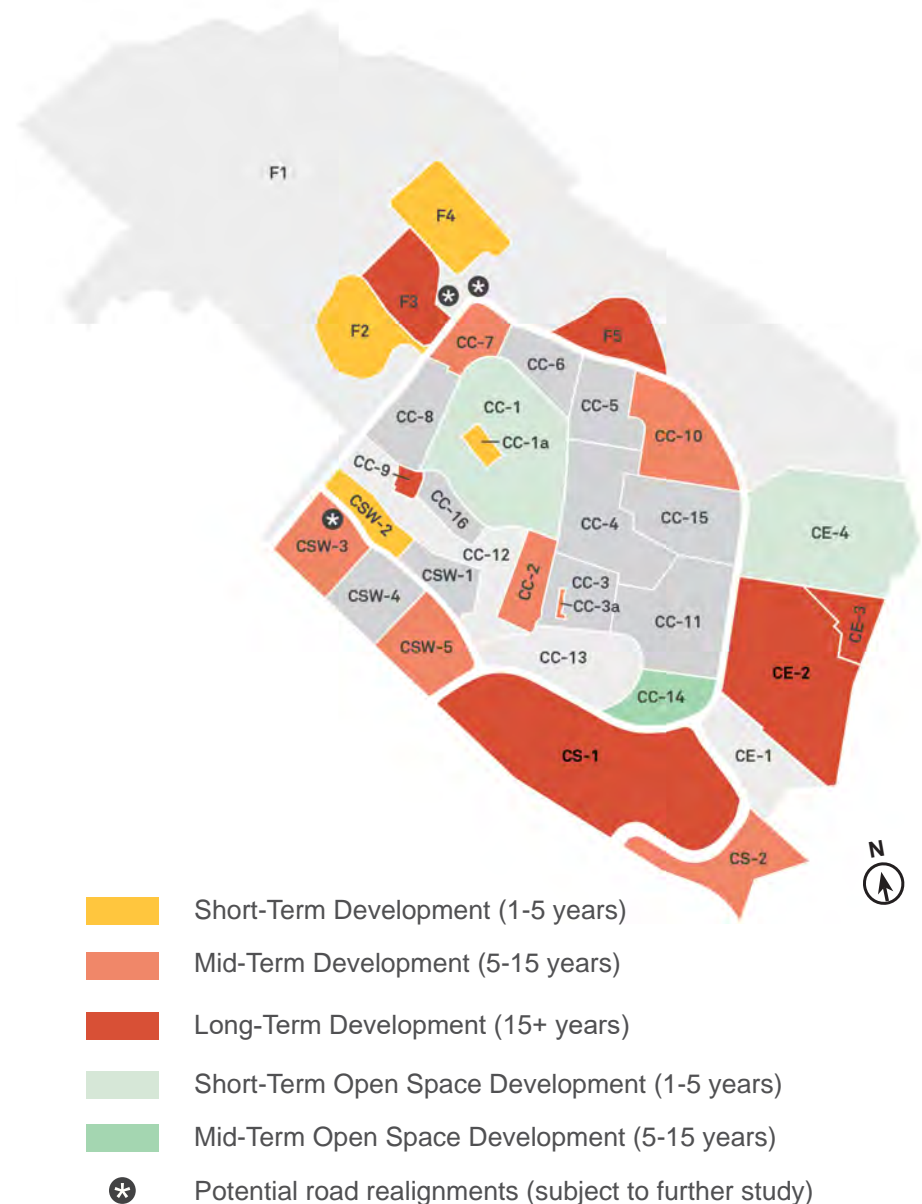 F1
F4
F3
F2
F5
CC-7
CC-6
CC-1
CC-5
CC-8
CC-10
CC-1a
CC-9
CC-16
CSW-2
CC-15
CC-4
CSW-3
CE-4
CC-12
CSW-1
CC-2
CC-3
CSW-4
CC-3a
CC-11
CE-3
CSW-5
CC-13
CE-2
CC-14
CS-1
CE-1
CS-2
N
Short-Term Development (1-5 years)
Mid-Term Development (5-15 years)
Long-Term Development (15+ years)
Short-Term Open Space Development (1-5 years)
Mid-Term Open Space Development (5-15 years)
Potential road realignments (subject to further study)